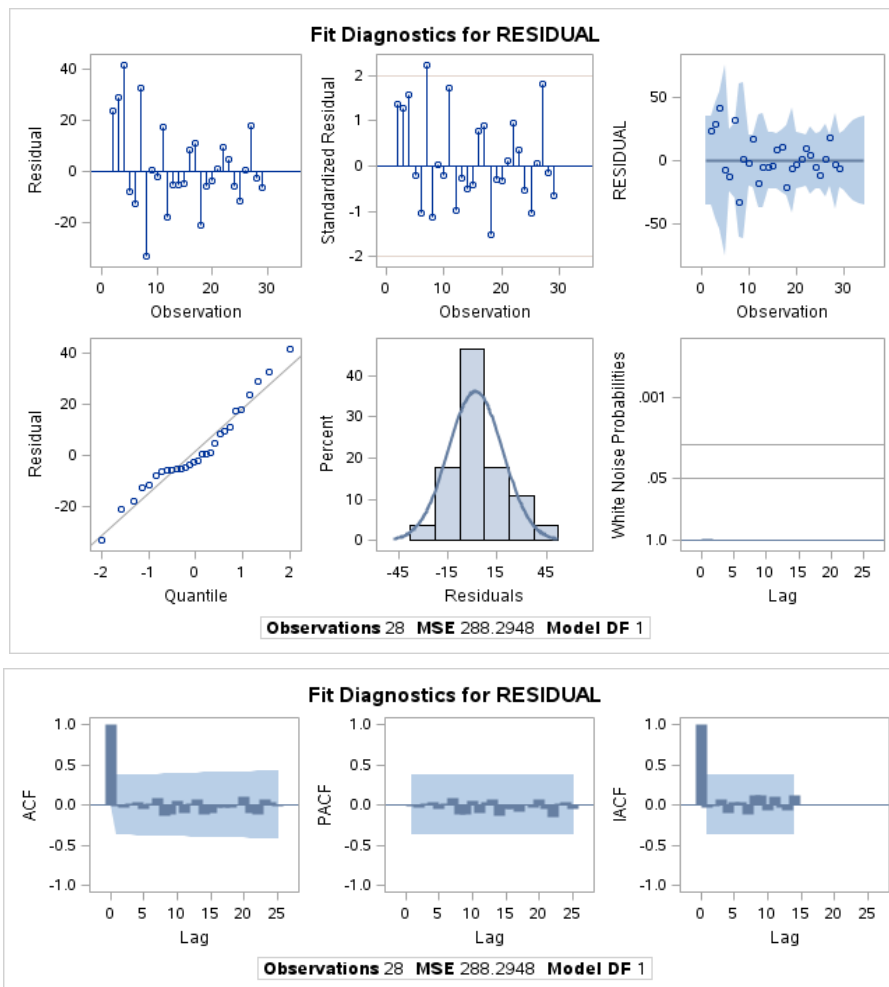 Fit Diagnostics for RESIDUAL
Residual
40
20
0
-20
0 10 20 30
Observation
Standardized Residual
2
1
0
-1
-2
0 10 20 30
Observation
RESIDUAL
50
0
-50
0 10 20 30
Observation
Residual
40
20
0
-20
-2 -1 0 1 2
Quantile
Percent
40
30
20
10
0
-45 -15 15 45
Residuals
White Noise Probabilities
.001
.05
1.0
0 5 10 15 20 25
Lag
Observations 28 MSE 288.2948 Model DF 1
Fit Diagnostics for RESIDUAL
ACF
1.0
0.5
0.0
-0.5
-1.0
0 5 10 15 20 25
Lag
PACF
1.0
0.5
0.0
-0.5
-1.0
0 5 10 15 20 25
Lag
IACF
1.0
0.5
0.0
-0.5
-1.0
0 5 10 15 20 25
Lag
Observations 28 MSE 288.2948 Model DF 1